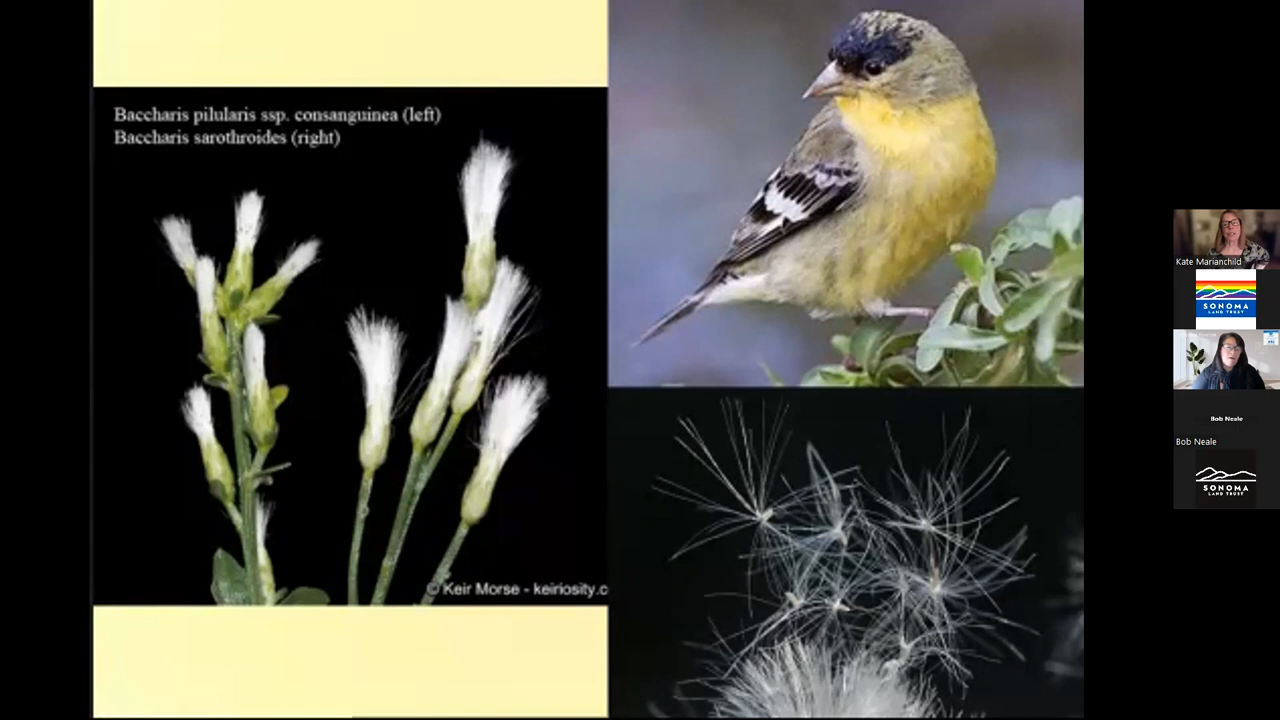 Baccharis pilularis ssp. consanguinea (left)
Baccharis sarothroides (right)
© Keir Morse - keiriosity.c
Kate Marianchild
SONOMA
LAND TRUST
Bob Neale
Bob Neale
SONOMA
LAND TRUST